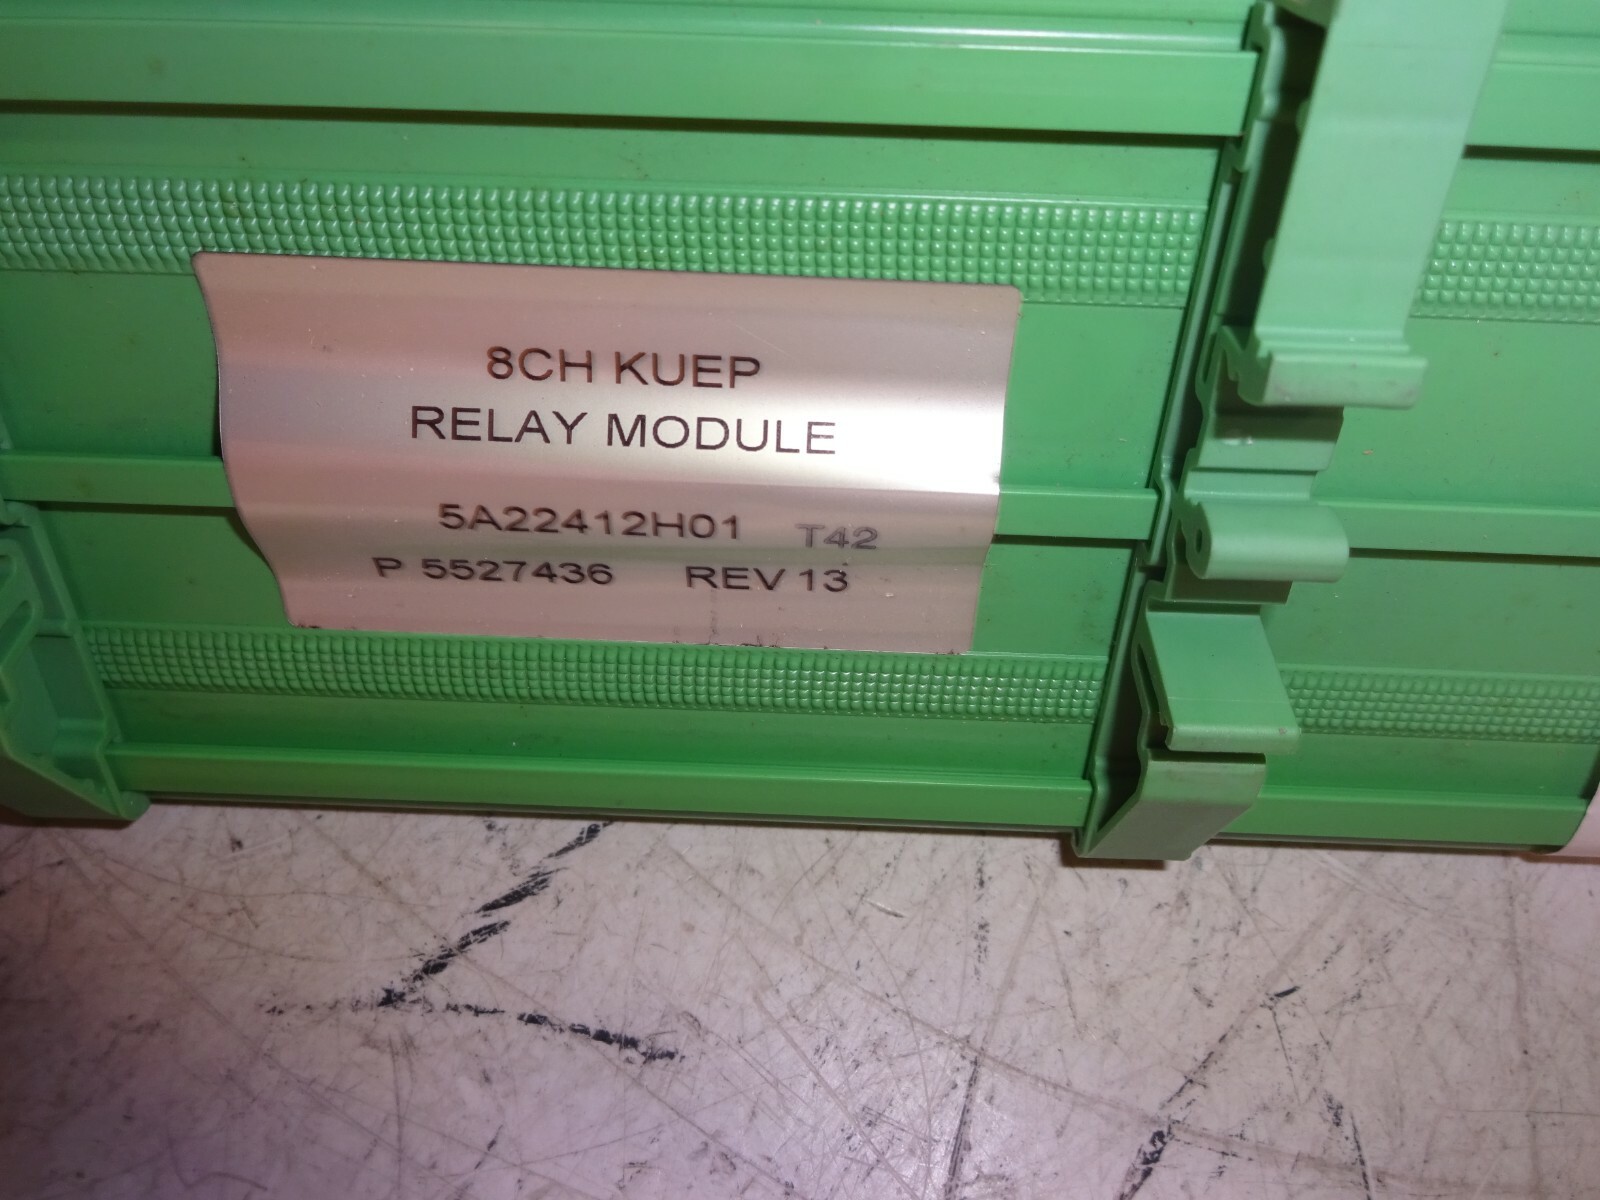 8CH KUEP
RELAY MODULE
5A22412H01 T42
P 5527436 REV 13